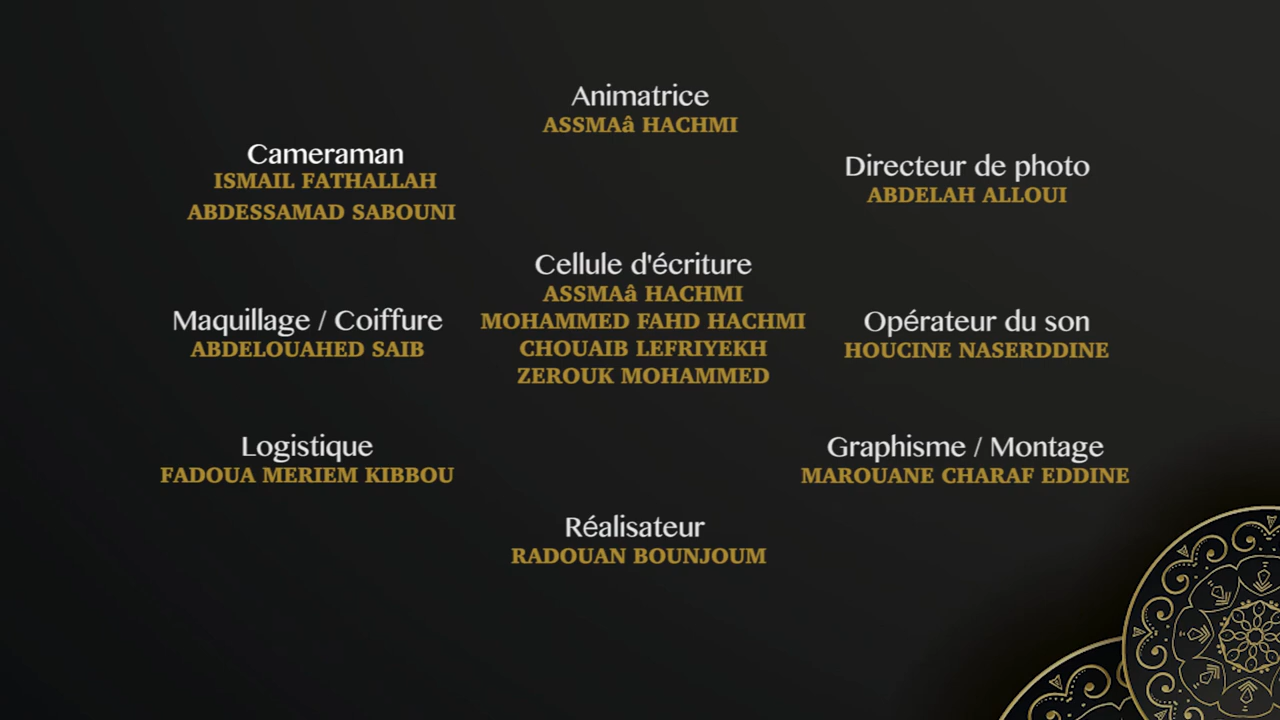 Animatrice
ASSMAâ HACHMI
Cameraman
ISMAIL FATHALLAH
ABDESSAMAD SABOUNI
Directeur de photo
ABDELAH ALLOUI
Cellule d'écriture
ASSMAâ HACHMI
MOHAMMED FAHD HACHMI
CHOUAIB LEFRIYEKH
ZEROUK MOHAMMED
Maquillage / Coiffure
ABDELOUAHED SAIB
Opérateur du son
HOUCINE NASERDDINE
Logistique
FADOUA MERIEM KIBBOU
Graphisme / Montage
MAROUANE CHARAF EDDINE
Réalisateur
RADOUAN BOUNJOUM